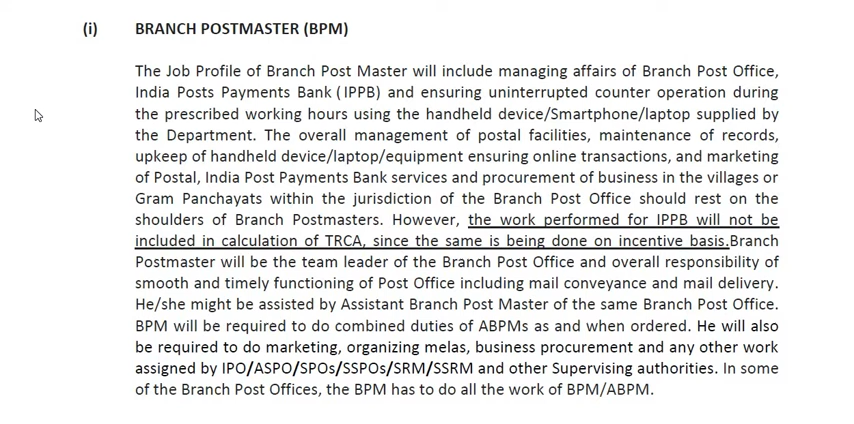 (i) BRANCH POSTMASTER (BPM)
The Job Profile of Branch Post Master will include managing affairs of Branch Post Office,
India Posts Payments Bank (IPPB) and ensuring uninterrupted counter operation during
the prescribed working hours using the handheld device/Smartphone/laptop supplied by
the Department. The overall management of postal facilities, maintenance of records,
upkeep of handheld device/laptop/equipment ensuring online transactions, and marketing
of Postal, India Post Payments Bank services and procurement of business in the villages or
Gram Panchayats within the jurisdiction of the Branch Post Office should rest on the
shoulders of Branch Postmasters. However, the work performed for IPPB will not be
included in calculation of TRCA, since the same is being done on incentive basis.Branch
Postmaster will be the team leader of the Branch Post Office and overall responsibility of
smooth and timely functioning of Post Office including mail conveyance and mail delivery.
He/she might be assisted by Assistant Branch Post Master of the same Branch Post Office.
BPM will be required to do combined duties of ABPMs as and when ordered. He will also
be required to do marketing, organizing melas, business procurement and any other work
assigned by IPO/ASPO/SPOs/SSPOs/SRM/SSRM and other Supervising authorities. In some
of the Branch Post Offices, the BPM has to do all the work of BPM/ABPM.